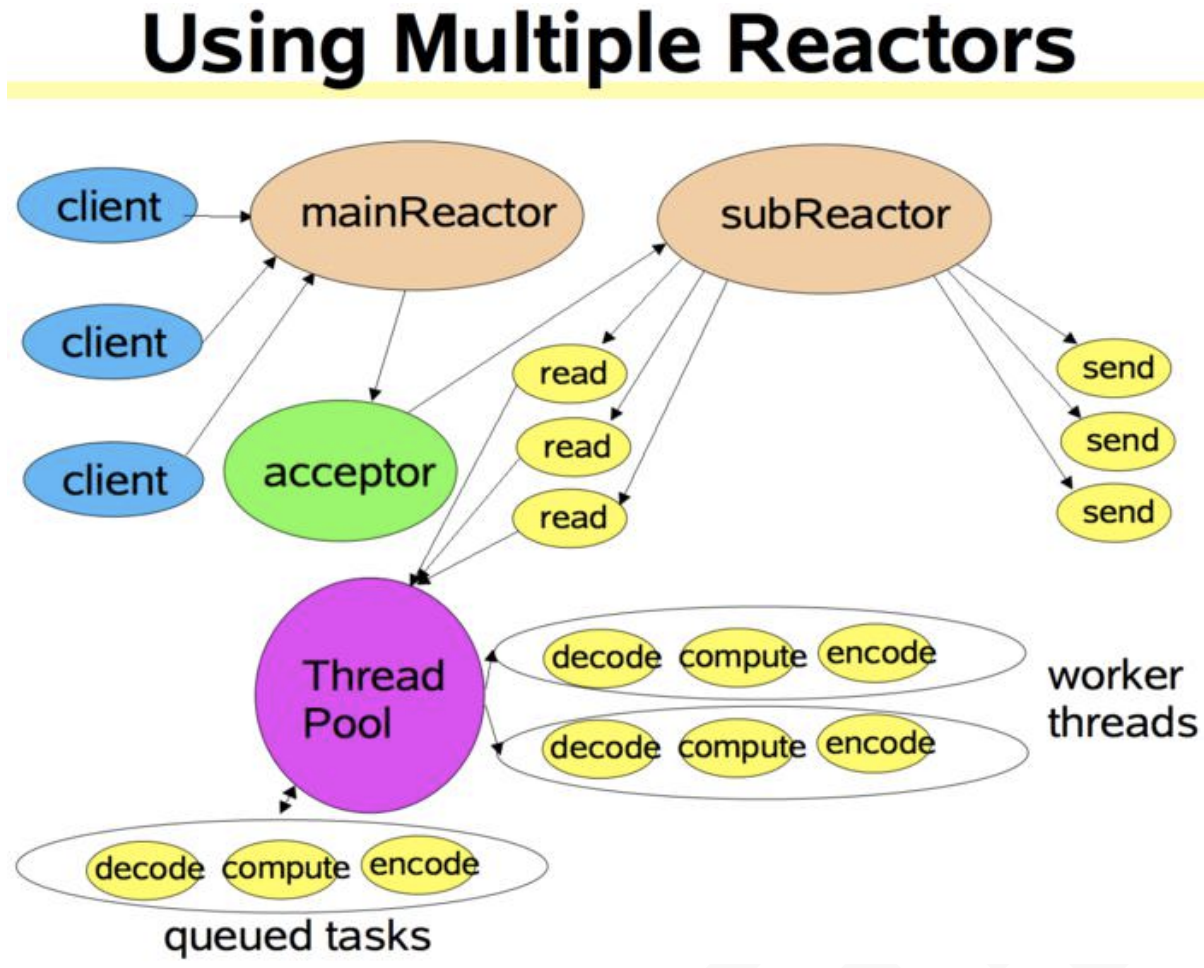 Using Multiple Reactors
client
mainReactor
subReactor
client
client
acceptor
read
read
read
send
send
send
Thread
Pool
decode compute encode
decode compute encode
worker
threads
decode compute encode
queued tasks